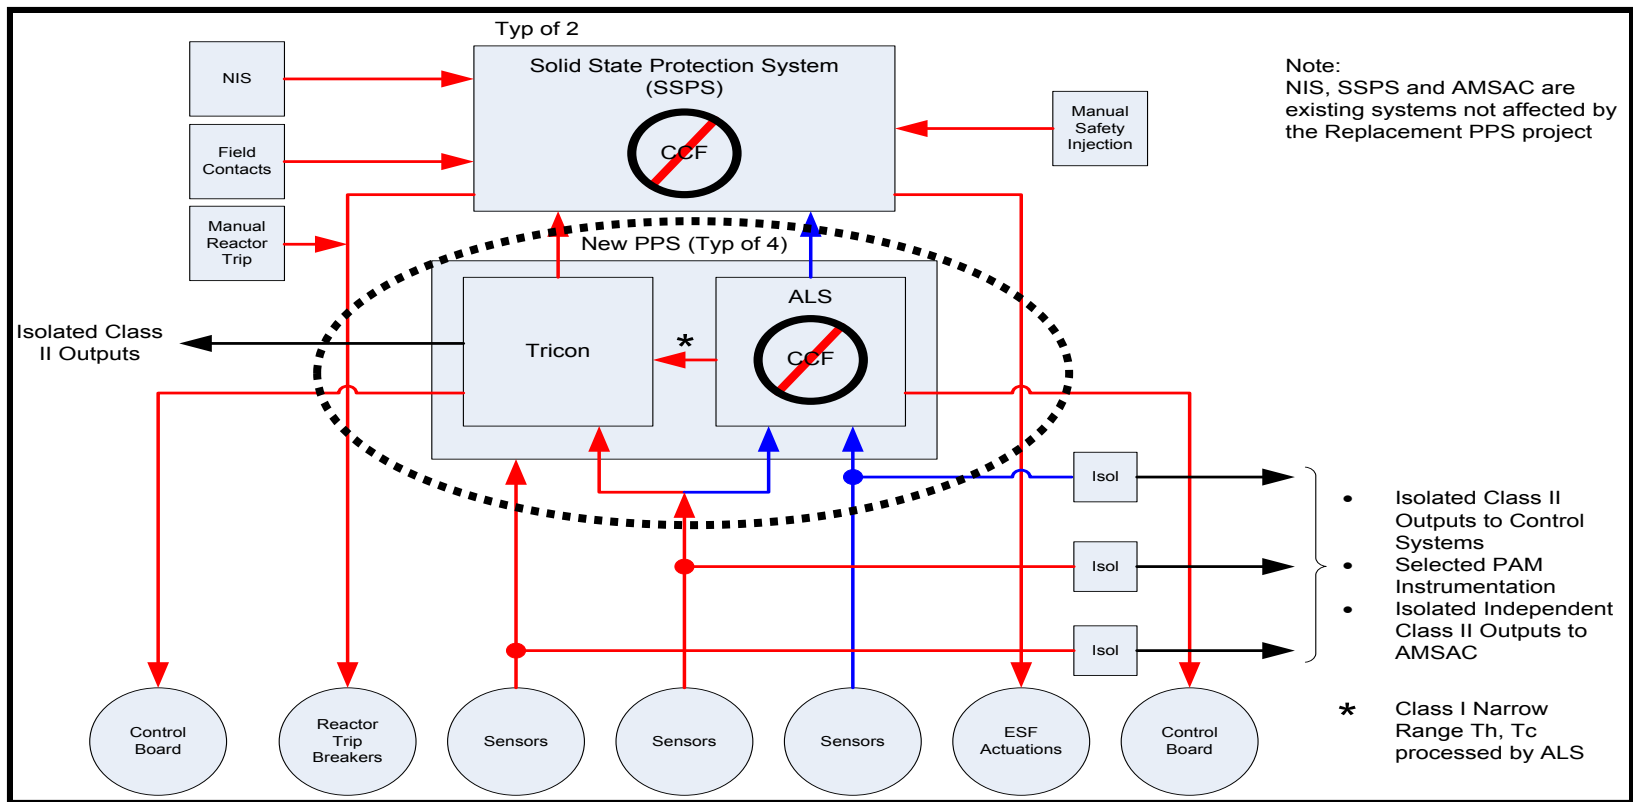 Typ of 2
Solid State Protection System
(SSPS)
CCF
NIS
Field
Contacts
Manual
Reactor
Trip
Manual
Safety
Injection
Note:
NIS, SSPS and AMSAC are
existing systems not affected by
the Replacement PPS project
New PPS (Typ of 4)
Isolated Class
II Outputs
Tricon
*
ALS
CCF
Isol
Isol
Isol
• Isolated Class II
Outputs to Control
Systems
• Selected PAM
Instrumentation
• Isolated Independent
Class II Outputs to
AMSAC
Control
Board
Reactor
Trip
Breakers
Sensors
Sensors
Sensors
ESF
Actuations
Control
Board
* Class I Narrow
Range Th, Tc
processed by ALS